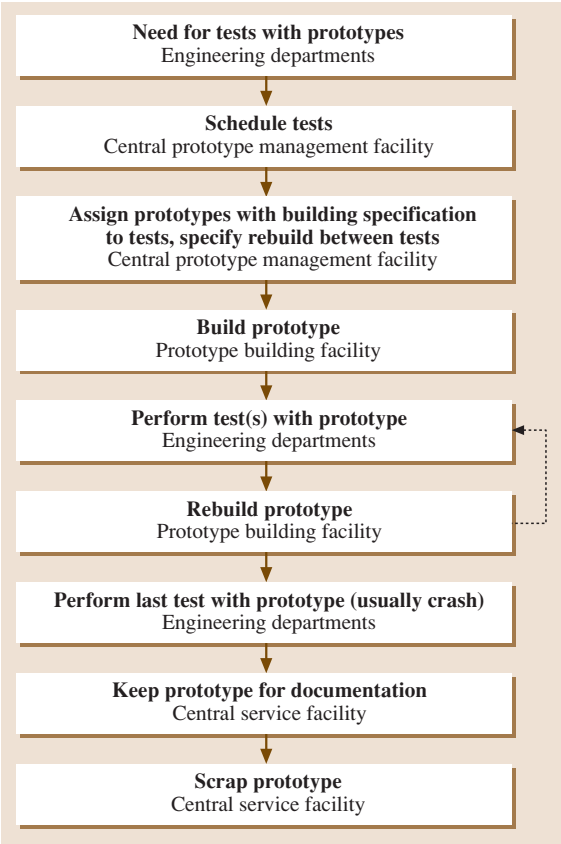 Need for tests with prototypes
Engineering departments
Schedule tests
Central prototype management facility
Assign prototypes with building specification
to tests, specify rebuild between tests
Central prototype management facility
Build prototype
Prototype building facility
Perform test(s) with prototype
Engineering departments
Rebuild prototype
Prototype building facility
Perform last test with prototype (usually crash)
Engineering departments
Keep prototype for documentation
Central service facility
Scrap prototype
Central service facility